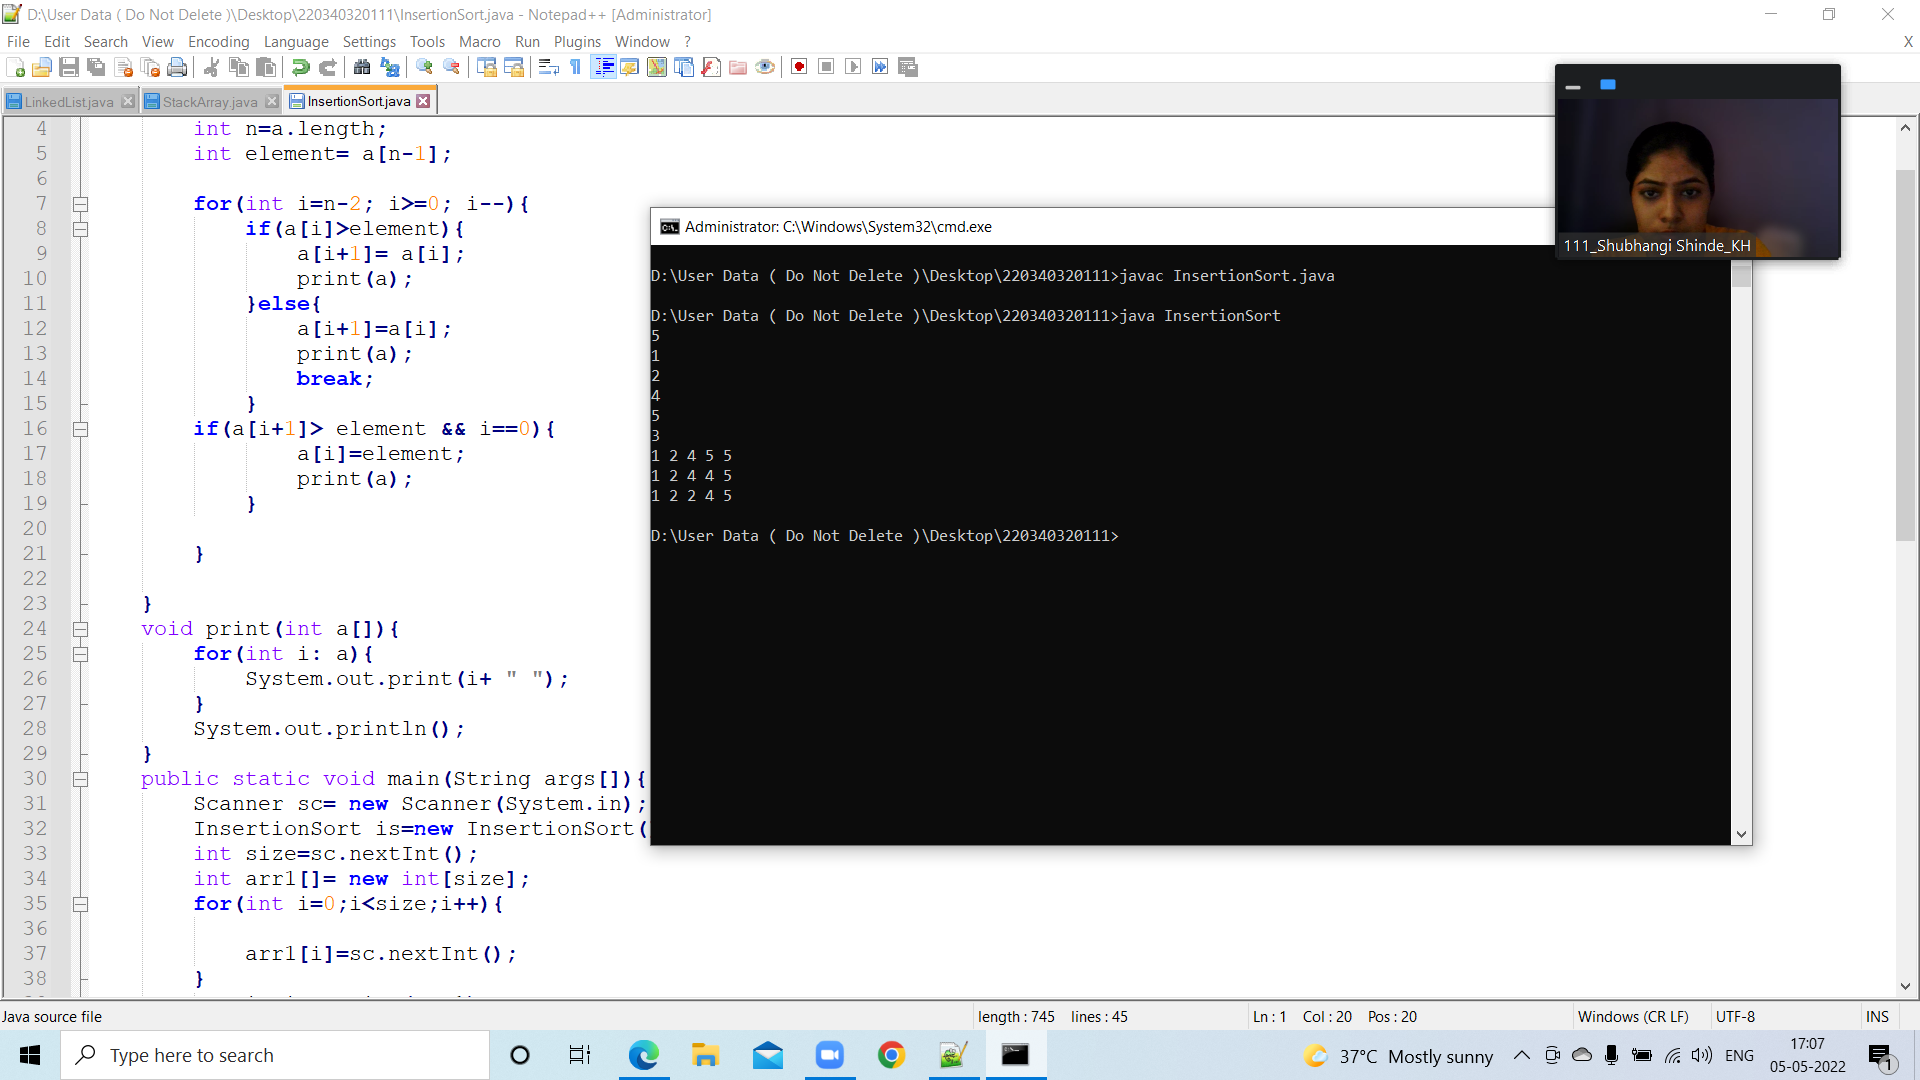 D:\User Data ( Do Not Delete )\Desktop\220340320111\InsertionSort.java - Notepad++ [Administrator]
File Edit Search View Encoding Language Settings Tools Macro Run Plugins Window ? X
LinkedList.java StackArray.java InsertionSort.java
4 int n=a.length;
5 int element= a[n-1];
6
7 for(int i=n-2; i>=0; i--){
8 if(a[i]>element){
9 a[i+1]= a[i];
10 print(a);
11 }else{
12 a[i+1]=a[i];
13 print(a);
14 break;
15 }
16 if(a[i+1]> element && i==0){
17 a[i]=element;
18 print(a);
19 }
20
21 }
22
23 }
24 void print(int a[]){
25 for(int i: a){
26 System.out.print(i+ " ");
27 }
28 System.out.println();
29 }
30 public static void main(String args[]){
31 Scanner sc= new Scanner(System.in);
32 InsertionSort is=new InsertionSort(
33 int size=sc.nextInt();
34 int arr1[]= new int[size];
35 for(int i=0;i<size;i++){
36
37 arr1[i]=sc.nextInt();
38 }
Administrator: C:\Windows\System32\cmd.exe
D:\User Data ( Do Not Delete )\Desktop\220340320111>javac InsertionSort.java
D:\User Data ( Do Not Delete )\Desktop\220340320111>java InsertionSort
5
1
2
4
5
3
1 2 4 5 5
1 2 4 4 5
1 2 2 4 5
D:\User Data ( Do Not Delete )\Desktop\220340320111>
111_Shubhangi Shinde_KH
Java source file length : 745 lines : 45 Ln : 1 Col : 20 Pos : 20 Windows (CR LF) UTF-8 INS
Type here to search 37°C Mostly sunny ENG 17:07
05-05-2022 1